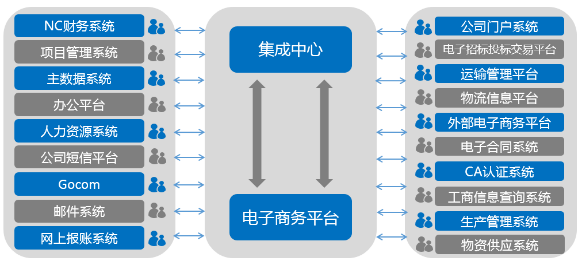 NC财务系统
项目管理系统
主数据系统
办公平台
人力资源系统
公司短信平台
Gocom
邮件系统
网上报账系统
集成中心
电子商务平台
公司门户系统
电子招标投标交易平台
运输管理平台
物流信息平台
外部电子商务平台
电子合同系统
CA认证系统
工商信息查询系统
生产管理系统
物资供应系统